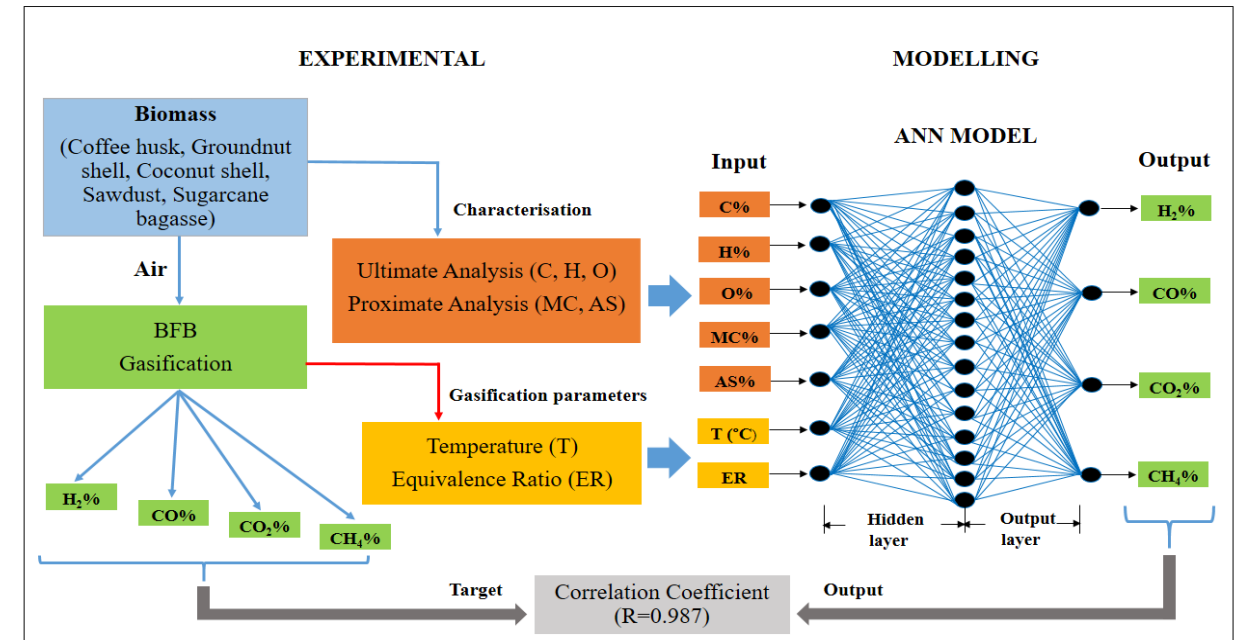 EXPERIMENTAL
MODELLING
Biomass
(Coffee husk, Groundnut
shell, Coconut shell,
Sawdust, Sugarcane
bagasse)
Air
BFB
Gasification
H₂%
CO%
CO₂%
CH₄%
Characterisation
Ultimate Analysis (C, H, O)
Proximate Analysis (MC, AS)
Gasification parameters
Temperature (T)
Equivalence Ratio (ER)
ANN MODEL
Input
C%
H%
O%
MC%
AS%
T (°C)
ER
Hidden
layer
Output
layer
Output
H₂%
CO%
CO₂%
CH₄%
Target
Correlation Coefficient
(R=0.987)
Output